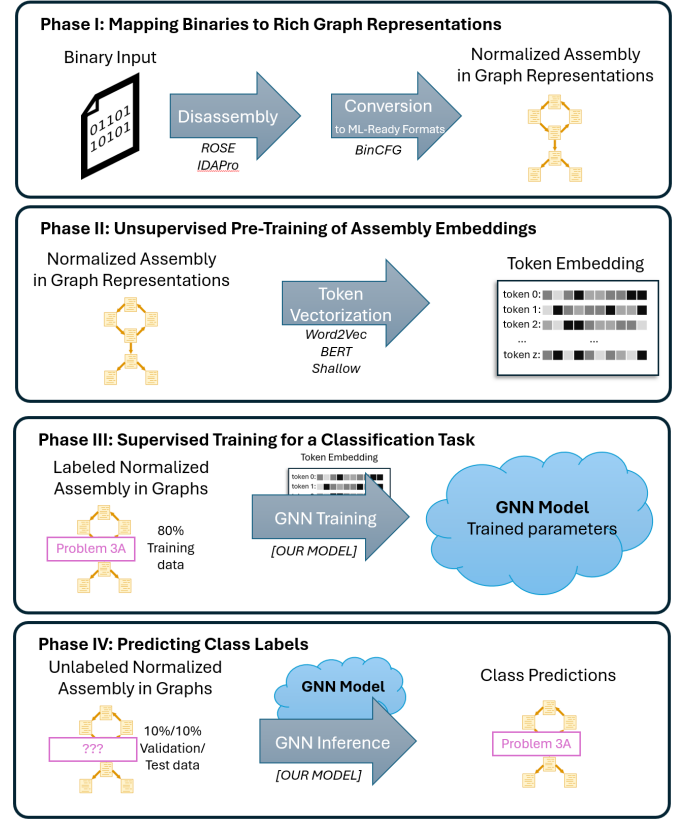 Phase I: Mapping Binaries to Rich Graph Representations
Binary Input
01101
10101
Disassembly
ROSE
IDAPro
Conversion
to ML-Ready Formats
BinCFG
Normalized Assembly
in Graph Representations
Phase II: Unsupervised Pre-Training of Assembly Embeddings
Normalized Assembly
in Graph Representations
Token
Vectorization
Word2Vec
BERT
Shallow
Token Embedding
token 0:
token 1:
token 2:
... ...
token z:
Phase III: Supervised Training for a Classification Task
Labeled Normalized
Assembly in Graphs
Problem 3A
80%
Training
data
Token Embedding
token 0:
token 1:
GNN Training
[OUR MODEL]
GNN Model
Trained parameters
Phase IV: Predicting Class Labels
Unlabeled Normalized
Assembly in Graphs
???
10%/10%
Validation/
Test data
GNN Model
GNN Inference
[OUR MODEL]
Class Predictions
Problem 3A